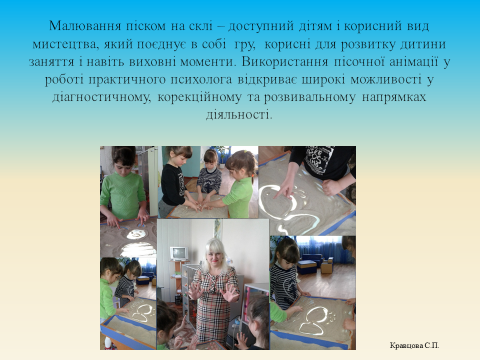 Малювання піском на склі – доступний дітям і корисний вид
мистецтва, який поєднує в собі гру, корисні для розвитку дитини
заняття і навіть виховні моменти. Використання пісочної анімації у
роботі практичного психолога відкриває широкі можливості у
діагностичному, корекційному та розвивальному напрямках
діяльності.
Кравцова С.П.